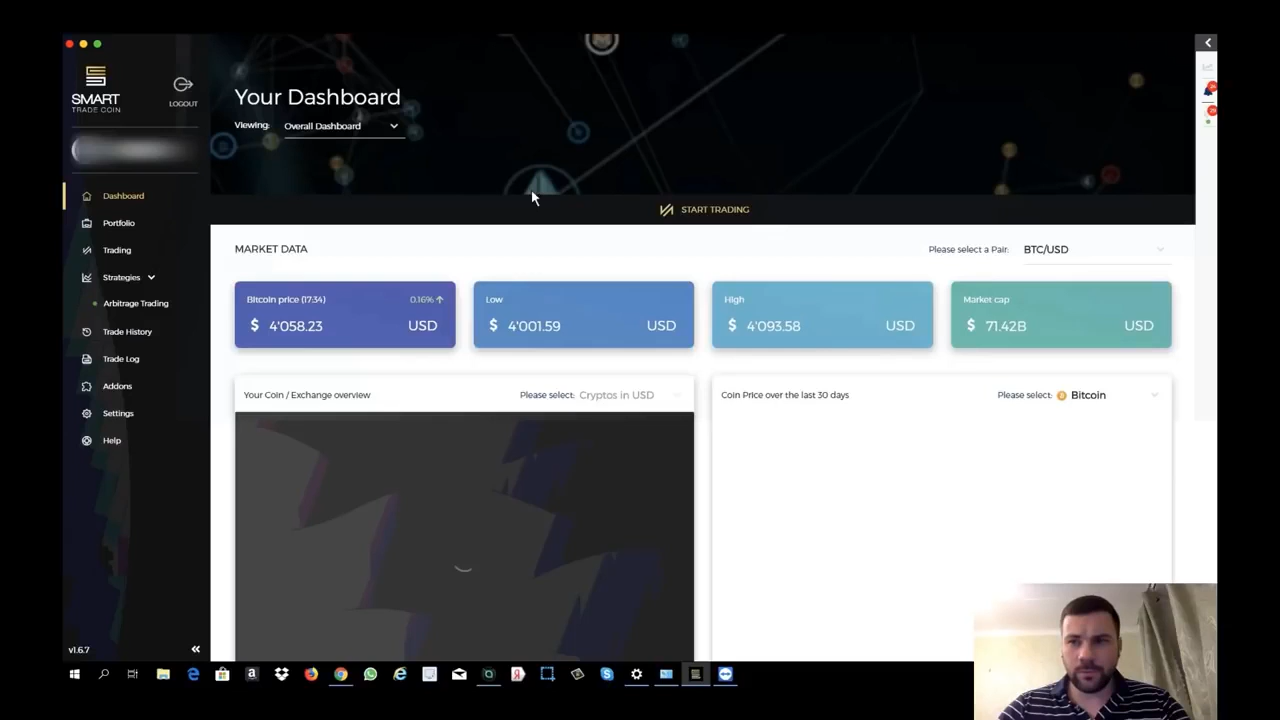 SMART
TRADE COIN
LOGOUT
Your Dashboard
Viewing: Overall Dashboard
Dashboard
Portfolio
Trading
Strategies
Arbitrage Trading
Trade History
Trade Log
Addons
Settings
Help
v1.6.7
START TRADING
MARKET DATA
Please select a Pair: BTC/USD
Bitcoin price (17:34) 0.16%
$ 4'058.23 USD
Low
$ 4'001.59 USD
High
$ 4'093.58 USD
Market cap
$ 71.42B USD
Your Coin / Exchange overview
Please select: Cryptos in USD
Coin Price over the last 30 days
Please select: Bitcoin